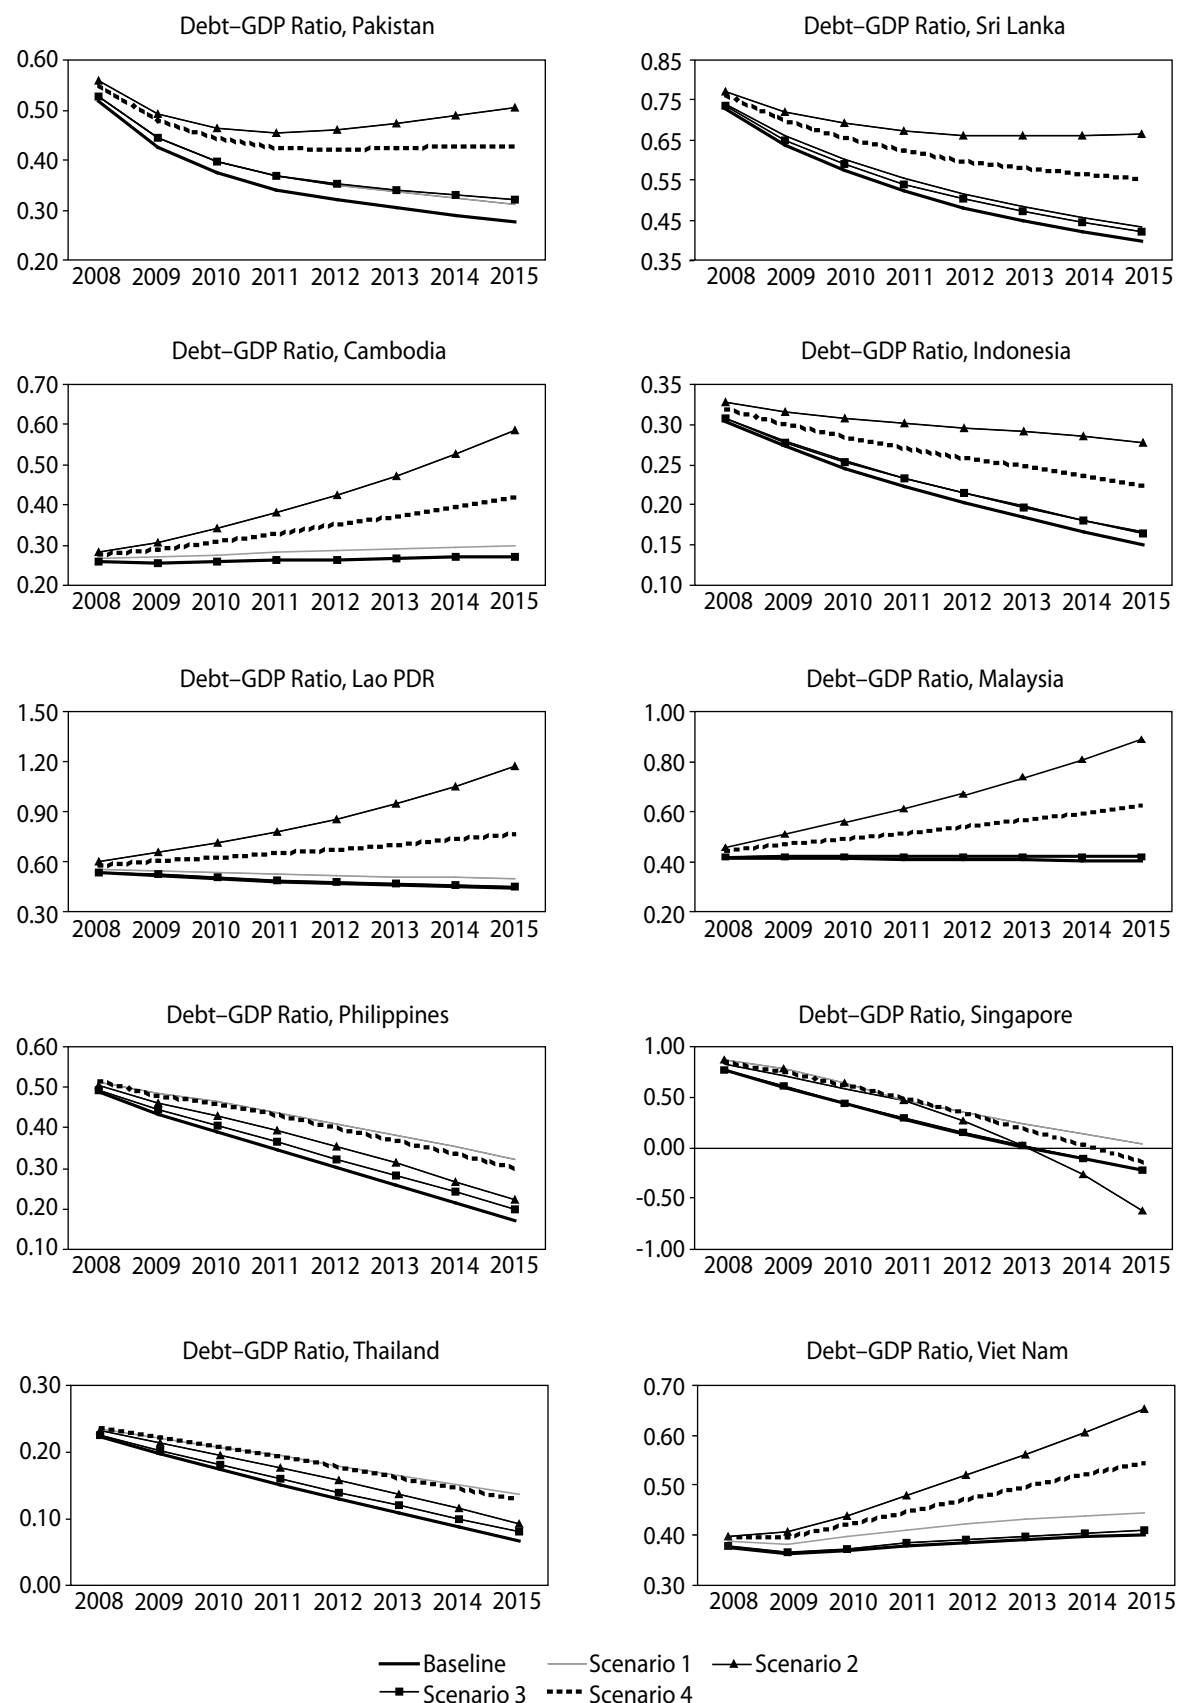 Debt–GDP Ratio, Pakistan
0.60
0.50
0.40
0.30
0.20
2008 2009 2010 2011 2012 2013 2014 2015
Debt–GDP Ratio, Sri Lanka
0.85
0.75
0.65
0.55
0.45
0.35
2008 2009 2010 2011 2012 2013 2014 2015
Debt–GDP Ratio, Cambodia
0.70
0.60
0.50
0.40
0.30
0.20
2008 2009 2010 2011 2012 2013 2014 2015
Debt–GDP Ratio, Indonesia
0.35
0.30
0.25
0.20
0.15
0.10
2008 2009 2010 2011 2012 2013 2014 2015
Debt–GDP Ratio, Lao PDR
1.50
1.20
0.90
0.60
0.30
2008 2009 2010 2011 2012 2013 2014 2015
Debt–GDP Ratio, Malaysia
1.00
0.80
0.60
0.40
0.20
2008 2009 2010 2011 2012 2013 2014 2015
Debt–GDP Ratio, Philippines
0.60
0.50
0.40
0.30
0.20
0.10
2008 2009 2010 2011 2012 2013 2014 2015
Debt–GDP Ratio, Singapore
1.00
0.50
0.00
-0.50
-1.00
2008 2009 2010 2011 2012 2013 2014 2015
Debt–GDP Ratio, Thailand
0.30
0.20
0.10
0.00
2008 2009 2010 2011 2012 2013 2014 2015
Debt–GDP Ratio, Viet Nam
0.70
0.60
0.50
0.40
0.30
2008 2009 2010 2011 2012 2013 2014 2015
Baseline Scenario 1 Scenario 2
Scenario 3 Scenario 4